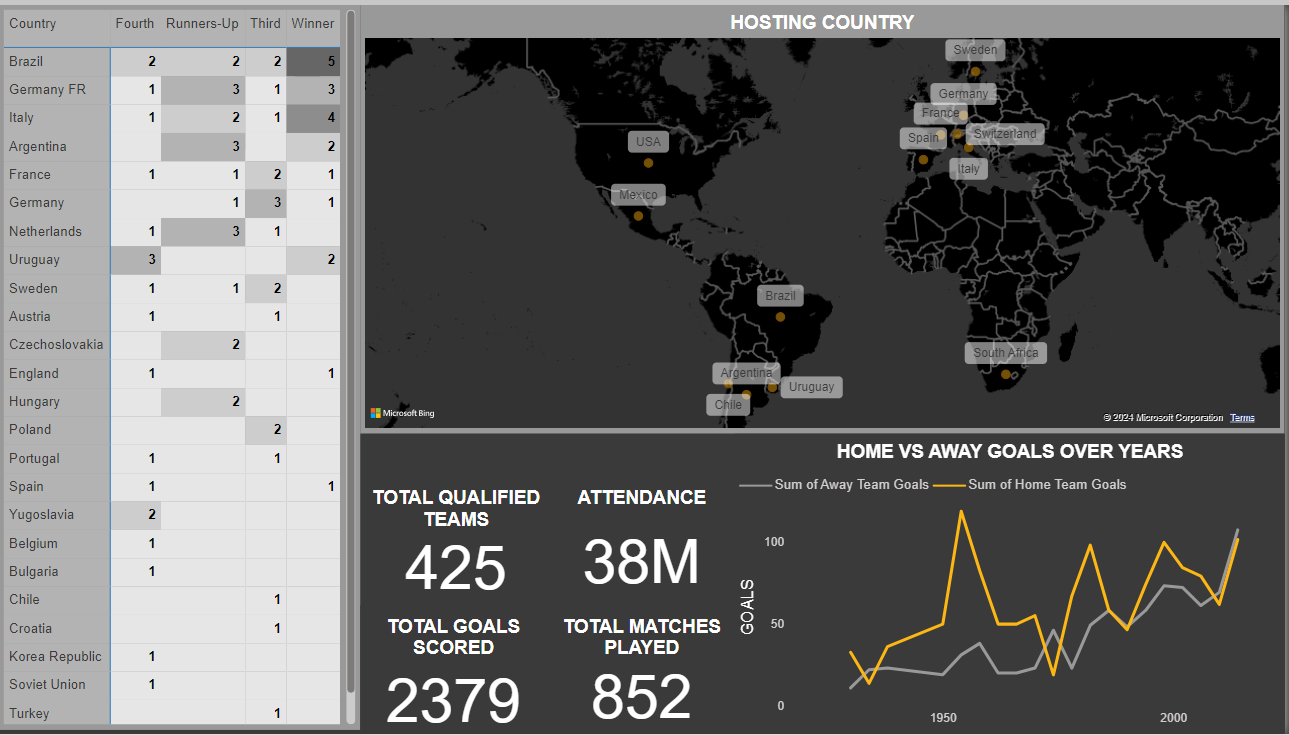 Country Fourth Runners-Up Third Winner
Brazil 2 2 2 5
Germany FR 1 3 1 3
Italy 1 2 1 4
Argentina 3 2
France 1 1 2 1
Germany 1 3 1
Netherlands 1 3 1
Uruguay 3 2
Sweden 1 1 2
Austria 1 1
Czechoslovakia 2
England 1 1
Hungary 2
Poland 2
Portugal 1 1
Spain 1 1
Yugoslavia 2
Belgium 1
Bulgaria 1
Chile 1
Croatia 1
Korea Republic 1
Soviet Union 1
Turkey 1
HOSTING COUNTRY
Sweden
Germany
France
Spain
Switzerland
Italy
USA
Mexico
Brazil
South Africa
Argentina
Uruguay
Chile
Microsoft Bing
© 2024 Microsoft Corporation Terms
TOTAL QUALIFIED
TEAMS
425
ATTENDANCE
38M
TOTAL GOALS
SCORED
2379
TOTAL MATCHES
PLAYED
852
HOME VS AWAY GOALS OVER YEARS
Sum of Away Team Goals Sum of Home Team Goals
GOALS
100
50
0
1950 2000